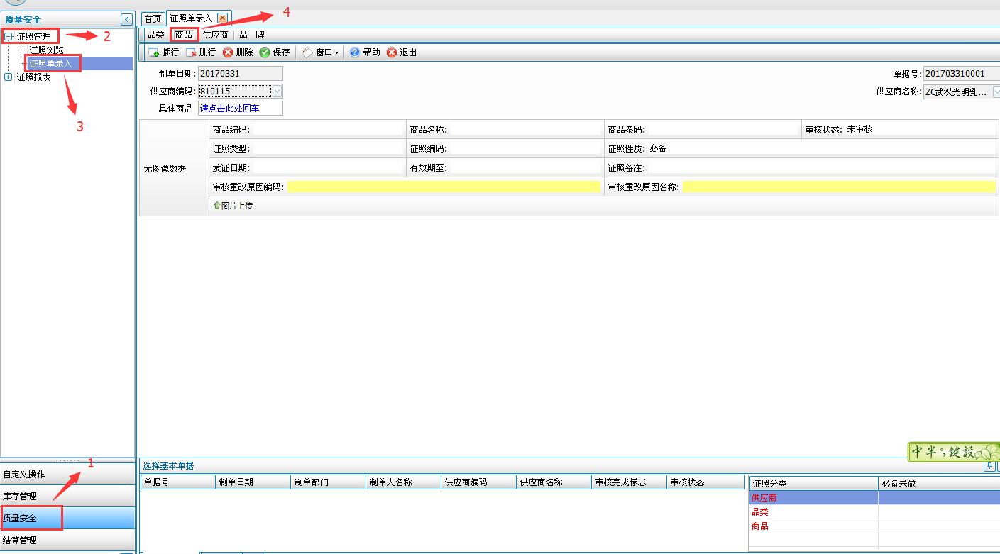 质量安全
首页 证照单录入
4
证照管理
2
证照浏览
证照单录入
证照报表
3
品类 商品 供应商 品 牌
插行 删行 删除 保存 窗口 帮助 退出
制单日期: 20170331
单据号: 201703310001
供应商编码: 810115
供应商名称: ZC武汉光明乳...
具体商品 请点击此处回车
无图像数据
商品编码: 商品名称: 商品条码: 审核状态: 未审核
证照类型: 证照编码: 证照性质: 必备
发证日期: 有效期至: 证照备注:
审核重改原因编码: 审核重改原因名称:
图片上传
1
自定义操作
库存管理
质量安全
结算管理
中半°,鍵設
选择基本单据
单据号 制单日期 制单部门 制单人名称 供应商编码 供应商名称 审核完成标志 审核状态
证照分类 必备未做
供应商
品类
商品